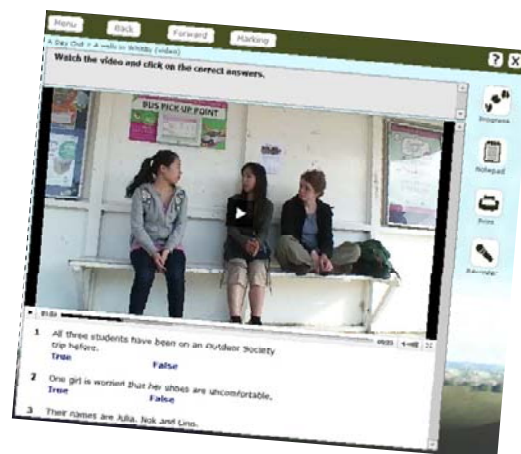 Menu Back Forward Marking
? X
A Day Out > A walk in Whitby (video)
Watch the video and click on the correct answers.
BUS PICK UP POINT
Progress
Notepad
Print
Recorder
1 All three students have been on an Outdoor Society
trip before.
True False
2 One girl is worried that her shoes are uncomfortable.
True False
3 Their names are Julia, Nok and Lino.